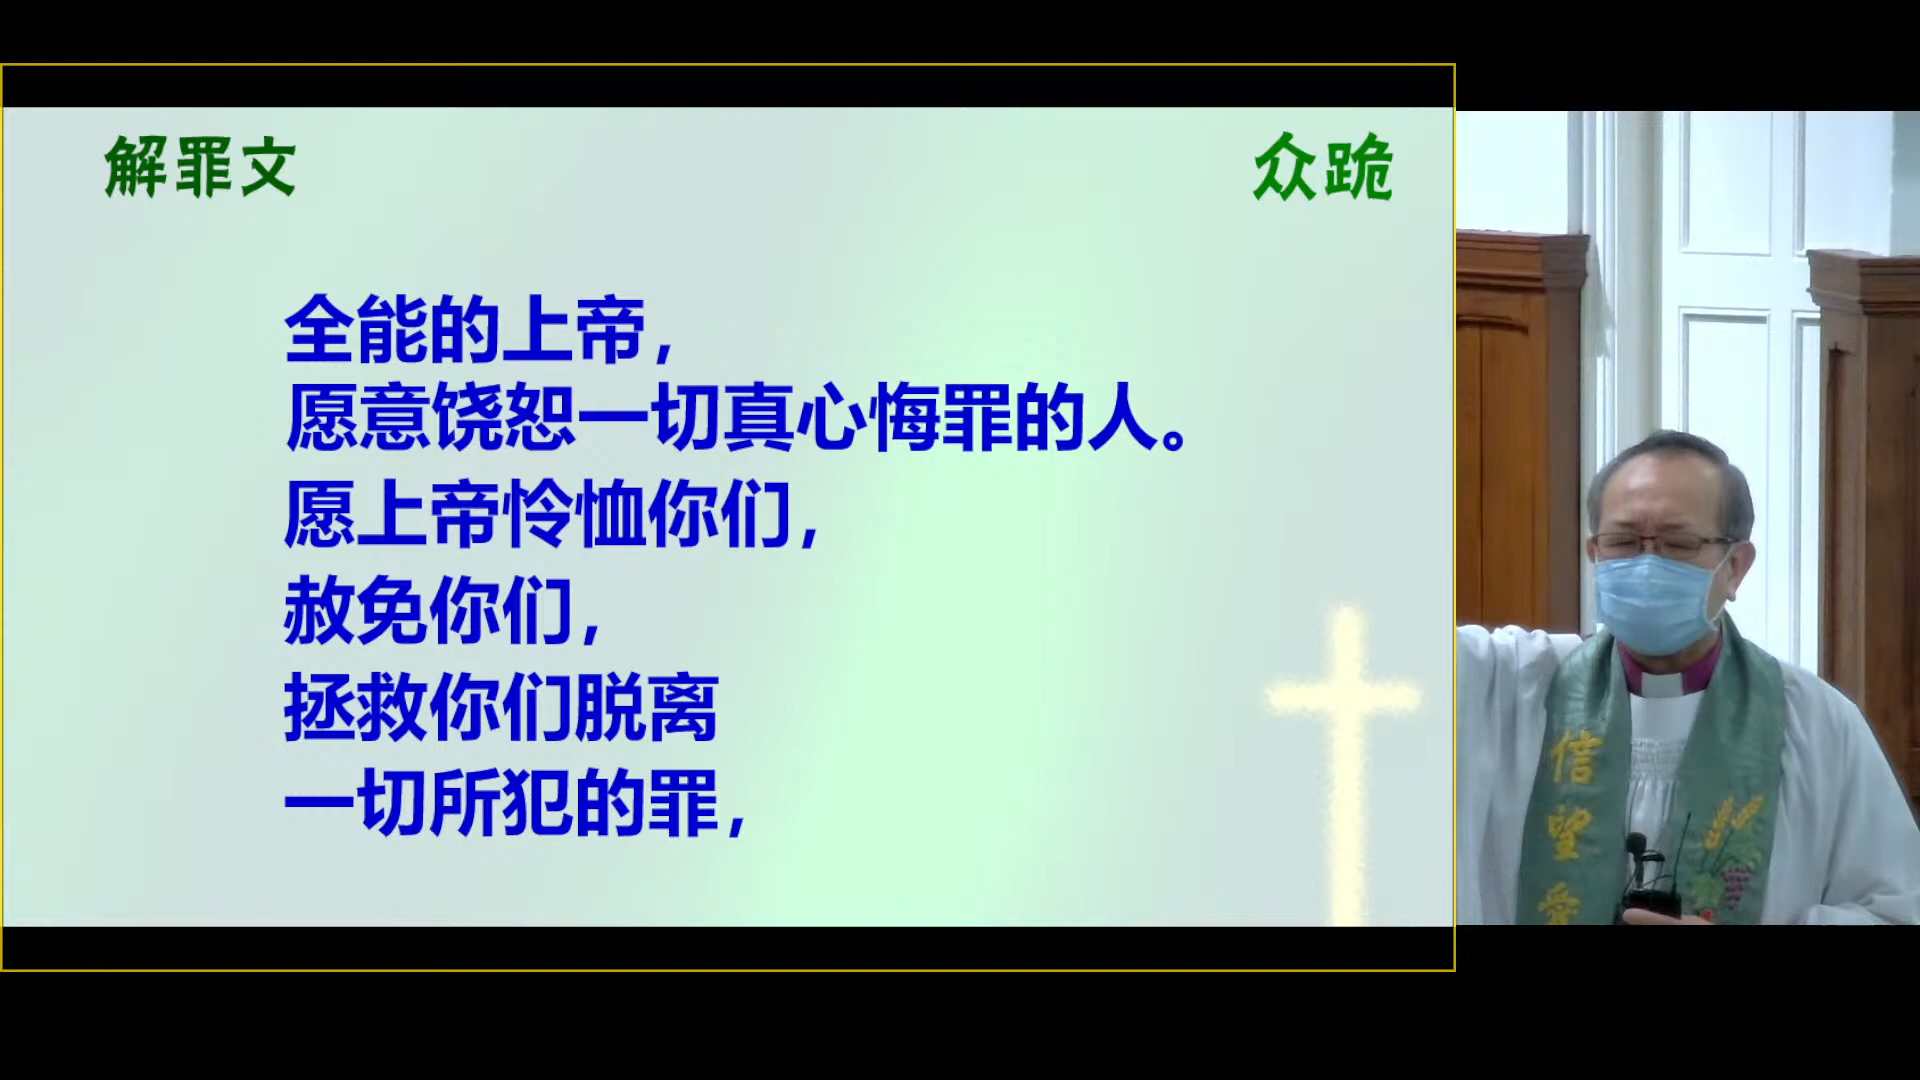 解罪文
众跪
全能的上帝，
愿意饶恕一切真心悔罪的人。
愿上帝怜恤你们，
赦免你们，
拯救你们脱离
一切所犯的罪，
信
望
爱